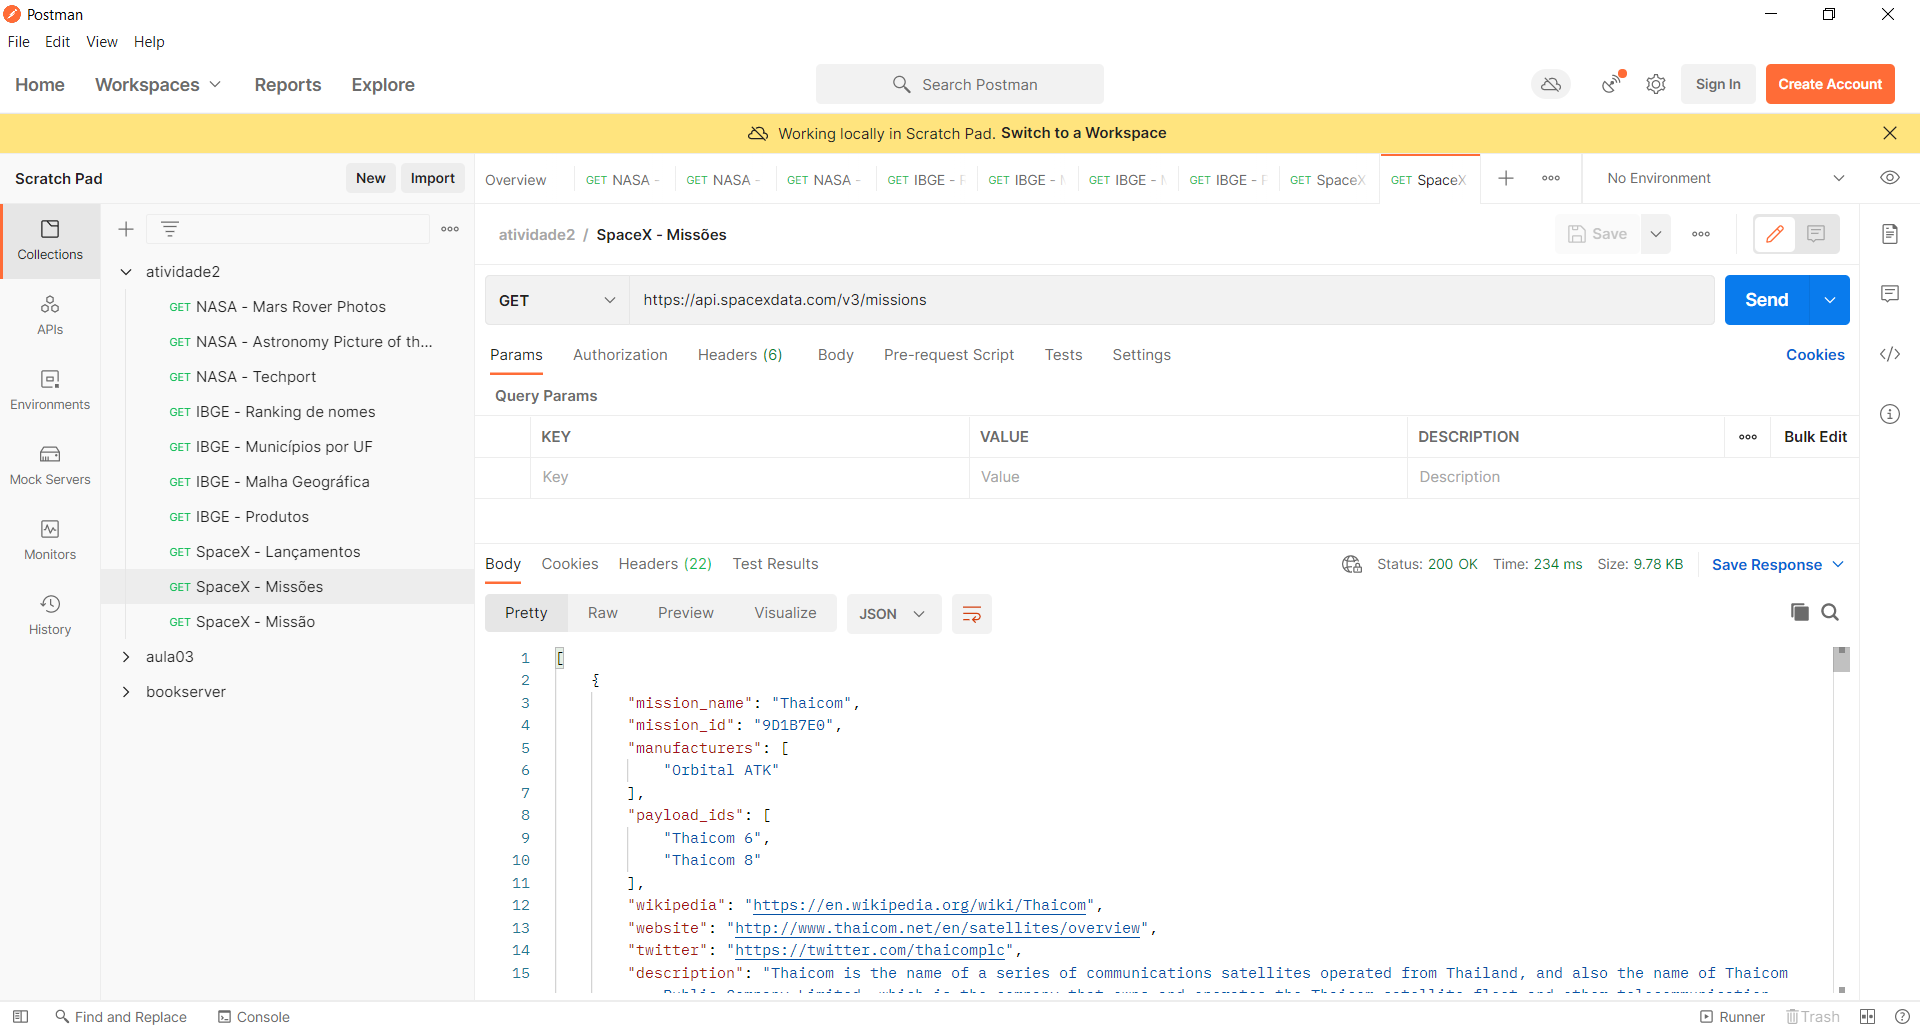 Postman
File Edit View Help
Home Workspaces Reports Explore Search Postman Sign In Create Account
Working locally in Scratch Pad. Switch to a Workspace
Scratch Pad New Import
Overview GET NASA - GET NASA - GET NASA - GET IBGE - GET IBGE - GET IBGE - GET IBGE - GET SpaceX GET SpaceX No Environment
Collections
APIs
Environments
Mock Servers
Monitors
History
atividade2
GET NASA - Mars Rover Photos
GET NASA - Astronomy Picture of th...
GET NASA - Techport
GET IBGE - Ranking de nomes
GET IBGE - Municípios por UF
GET IBGE - Malha Geográfica
GET IBGE - Produtos
GET SpaceX - Lançamentos
GET SpaceX - Missões
GET SpaceX - Missão
aula03
bookserver
atividade2 / SpaceX - Missões Save
GET https://api.spacexdata.com/v3/missions Send
Params Authorization Headers (6) Body Pre-request Script Tests Settings Cookies
Query Params
KEY VALUE DESCRIPTION Bulk Edit
Key Value Description
Body Cookies Headers (22) Test Results Status: 200 OK Time: 234 ms Size: 9.78 KB Save Response
Pretty Raw Preview Visualize JSON
1 [
2 {
3 "mission_name": "Thaicom",
4 "mission_id": "9D1B7E0",
5 "manufacturers": [
6 "Orbital ATK"
7 ],
8 "payload_ids": [
9 "Thaicom 6",
10 "Thaicom 8"
11 ],
12 "wikipedia": "https://en.wikipedia.org/wiki/Thaicom",
13 "website": "http://www.thaicom.net/en/satellites/overview",
14 "twitter": "https://twitter.com/thaicomplc",
15 "description": "Thaicom is the name of a series of communications satellites operated from Thailand, and also the name of Thaicom
Find and Replace Console Runner Trash